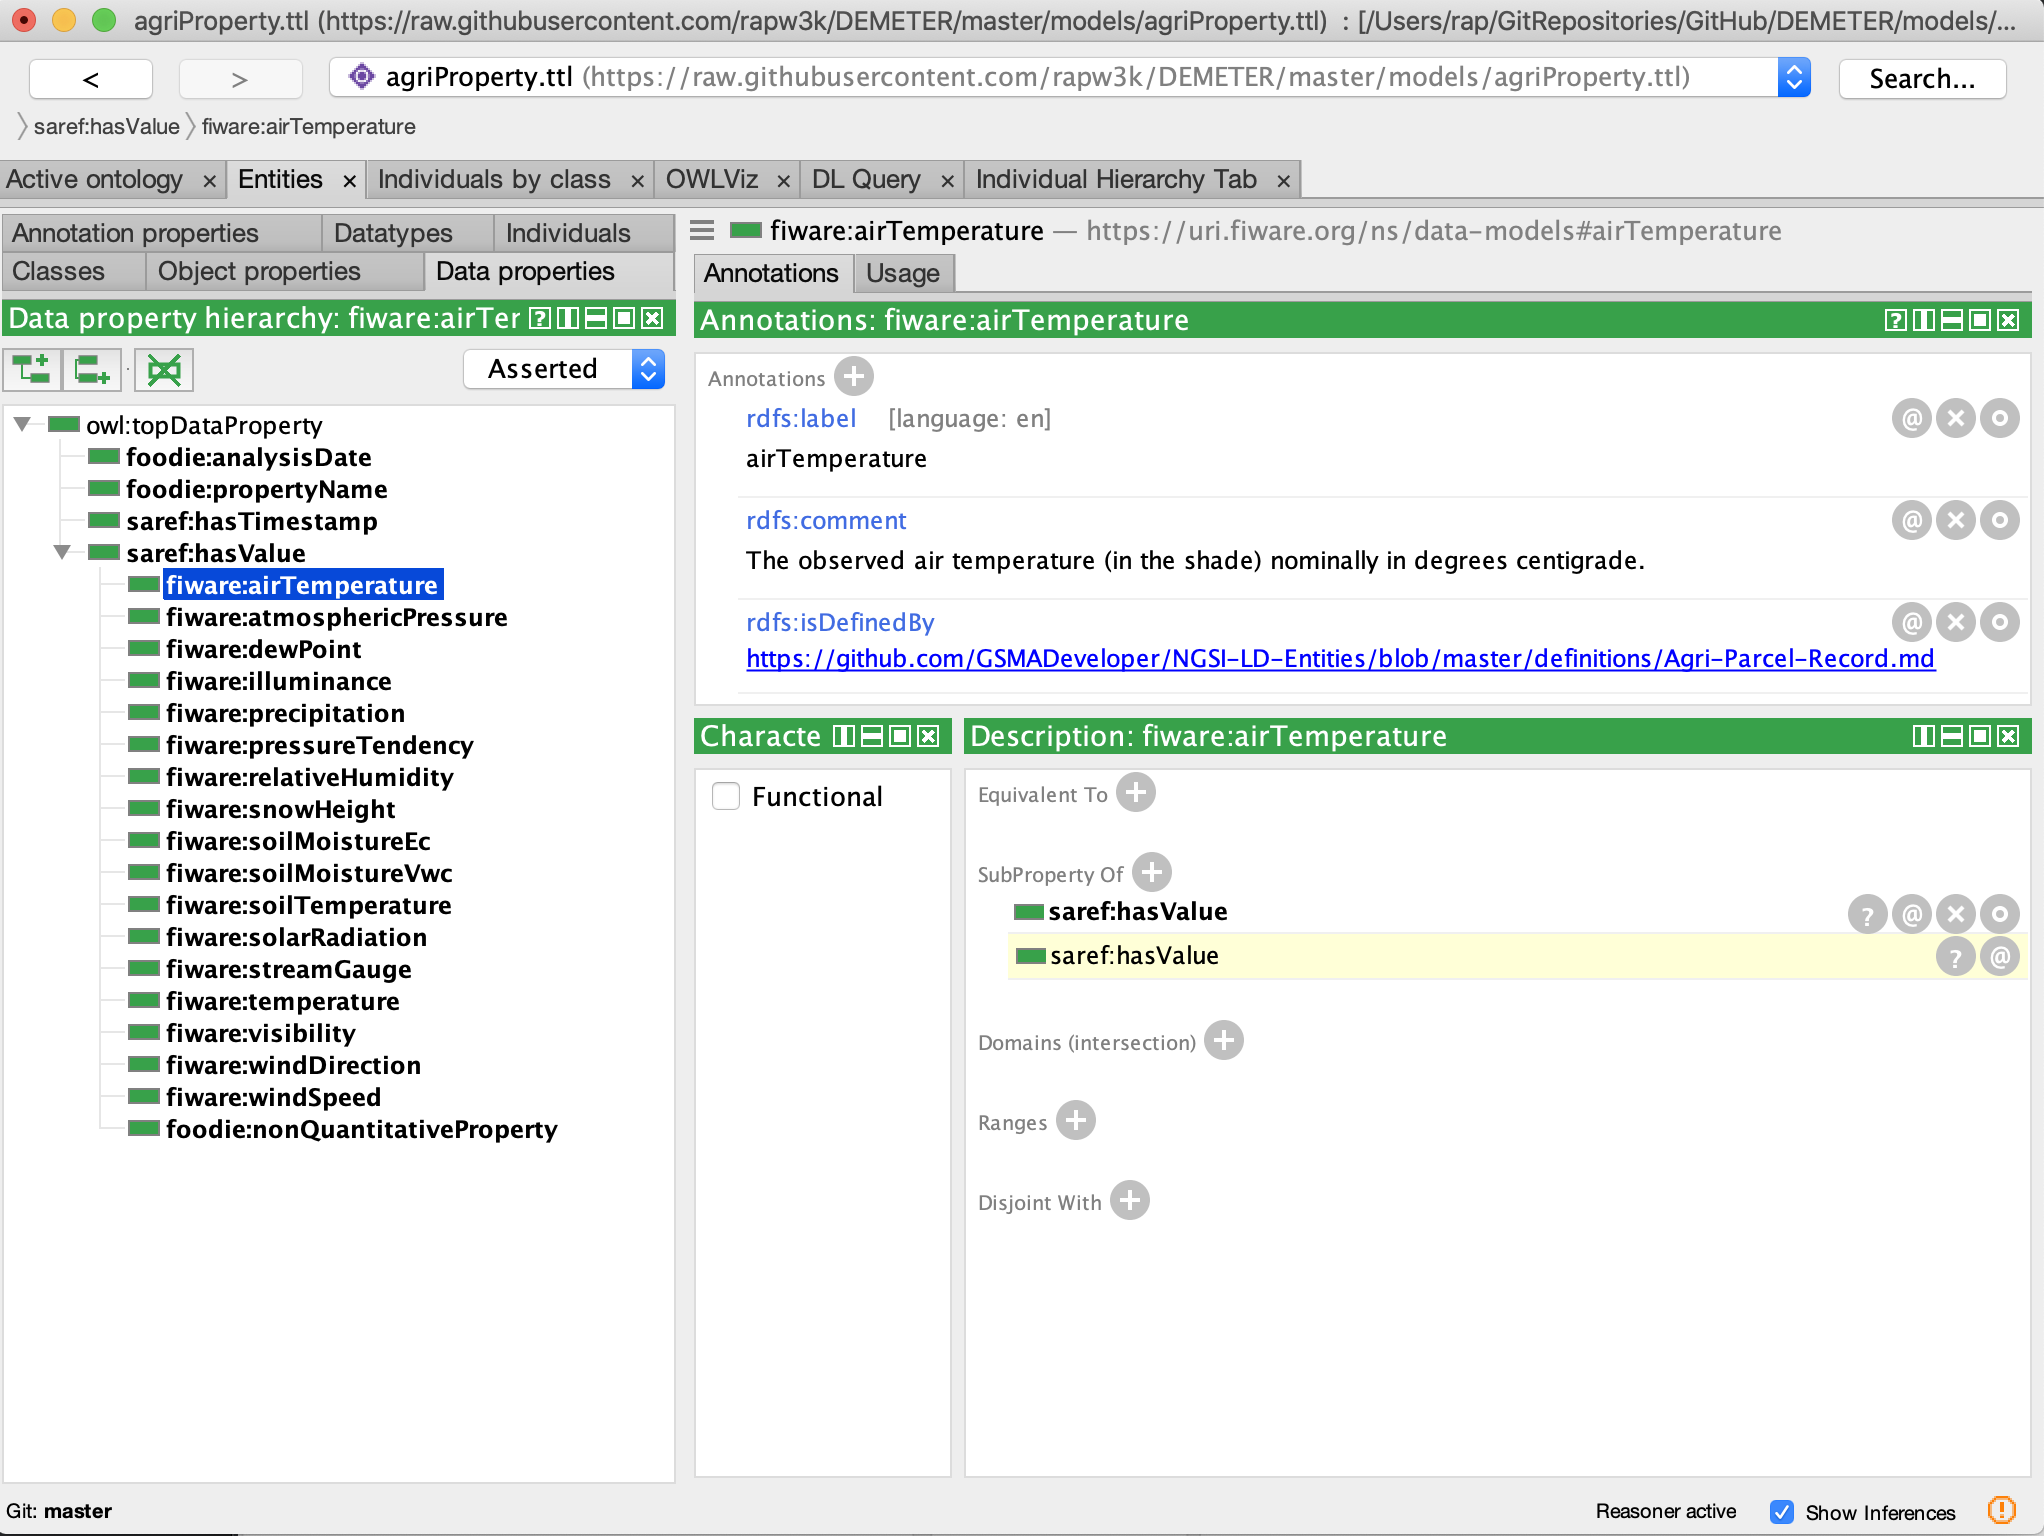 agriProperty.ttl (https://raw.githubusercontent.com/rapw3k/DEMETER/master/models/agriProperty.ttl) : [/Users/rap/GitRepositories/GitHub/DEMETER/models/...
< > agriProperty.ttl (https://raw.githubusercontent.com/rapw3k/DEMETER/master/models/agriProperty.ttl) Search...
saref:hasValue fiware:airTemperature
Active ontology × Entities × Individuals by class × OWLViz × DL Query × Individual Hierarchy Tab ×
Annotation properties Datatypes Individuals
Classes Object properties Data properties
Data property hierarchy: fiware:airTer
Asserted
owl:topDataProperty
foodie:analysisDate
foodie:propertyName
saref:hasTimestamp
saref:hasValue
fiware:airTemperature
fiware:atmosphericPressure
fiware:dewPoint
fiware:illuminance
fiware:precipitation
fiware:pressureTendency
fiware:relativeHumidity
fiware:snowHeight
fiware:soilMoistureEc
fiware:soilMoistureVwc
fiware:soilTemperature
fiware:solarRadiation
fiware:streamGauge
fiware:temperature
fiware:visibility
fiware:windDirection
fiware:windSpeed
foodie:nonQuantitativeProperty
fiware:airTemperature — https://uri.fiware.org/ns/data-models#airTemperature
Annotations Usage
Annotations: fiware:airTemperature
Annotations
rdfs:label [language: en]
airTemperature
rdfs:comment
The observed air temperature (in the shade) nominally in degrees centigrade.
rdfs:isDefinedBy
https://github.com/GSMADeveloper/NGSI-LD-Entities/blob/master/definitions/Agri-Parcel-Record.md
Characte
Functional
Description: fiware:airTemperature
Equivalent To
SubProperty Of
saref:hasValue
saref:hasValue
Domains (intersection)
Ranges
Disjoint With
Git: master
Reasoner active Show Inferences